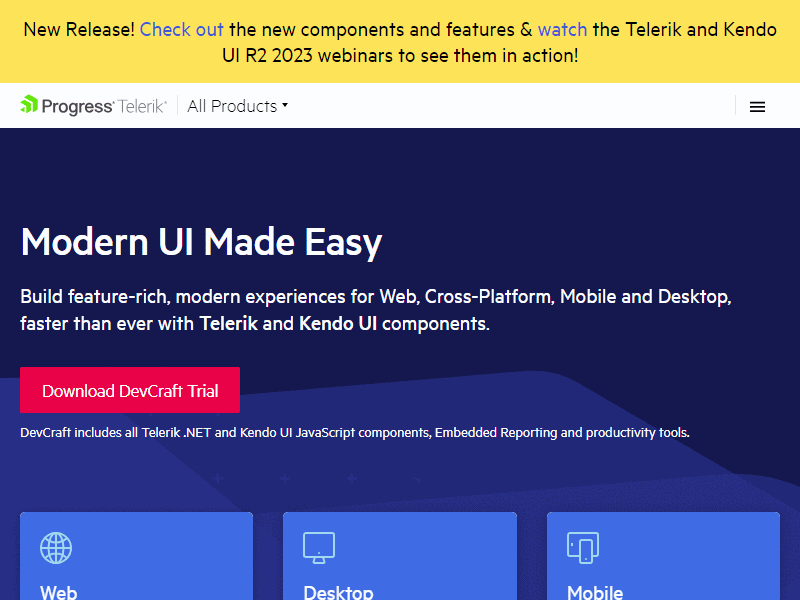 New Release! Check out the new components and features & watch the Telerik and Kendo
UI R2 2023 webinars to see them in action!
Progress Telerik
All Products
Modern UI Made Easy
Build feature-rich, modern experiences for Web, Cross-Platform, Mobile and Desktop,
faster than ever with Telerik and Kendo UI components.
Download DevCraft Trial
DevCraft includes all Telerik .NET and Kendo UI JavaScript components, Embedded Reporting and productivity tools.
Web
Desktop
Mobile